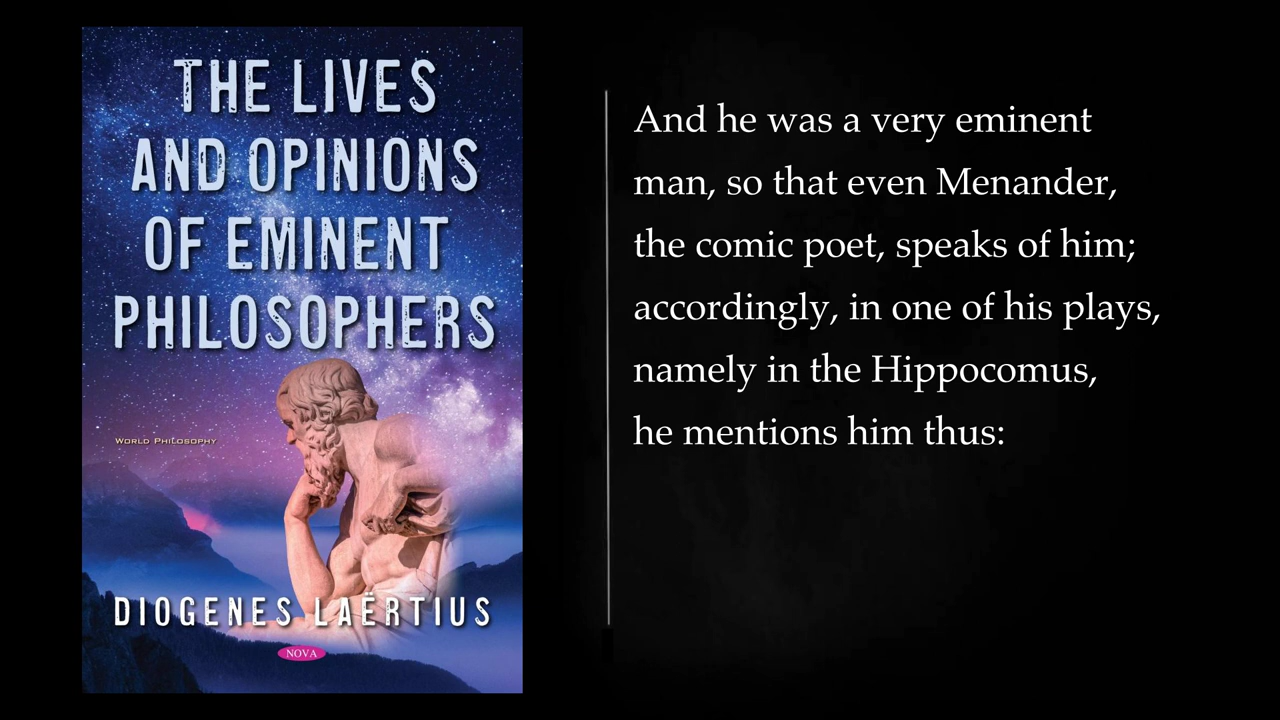 THE LIVES
AND OPINIONS
OF EMINENT
PHILOSOPHERS
WORLD PHILOSOPHY
DIOGENES LAËRTIUS
NOVA
And he was a very eminent
man, so that even Menander,
the comic poet, speaks of him;
accordingly, in one of his plays,
namely in the Hippocomus,
he mentions him thus: